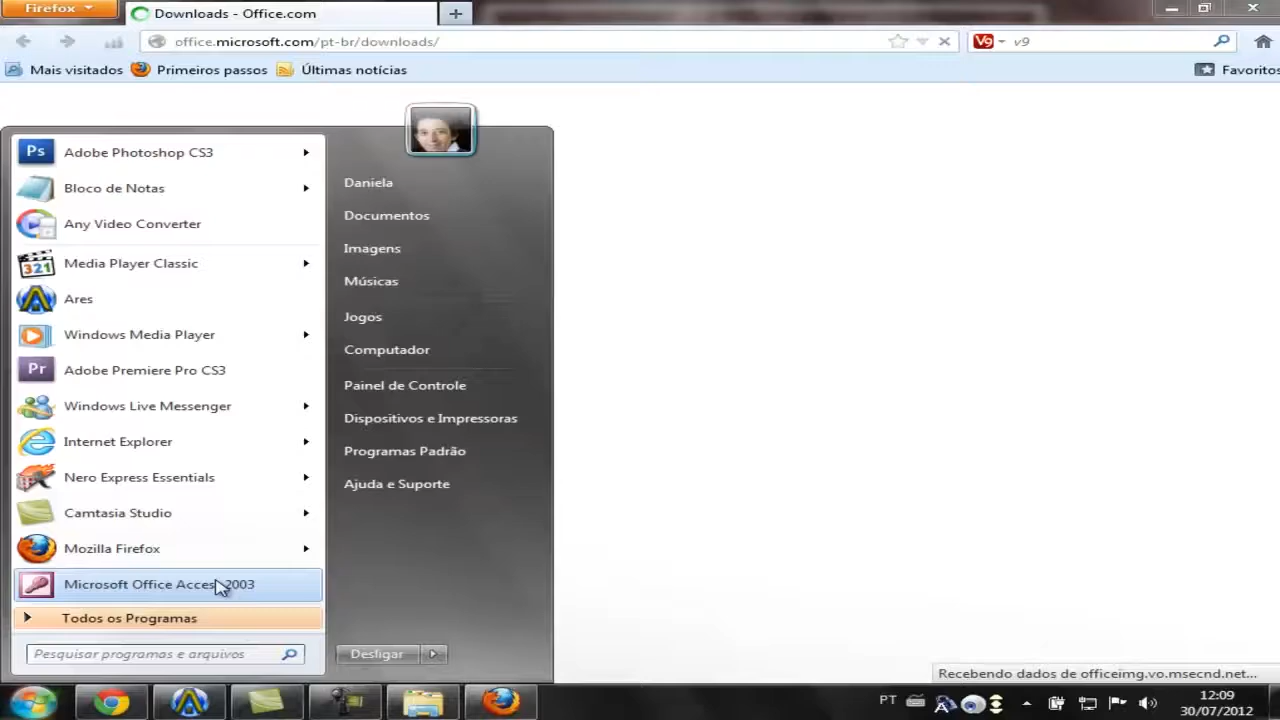 Firefox
Downloads - Office.com
office.microsoft.com/pt-br/downloads/
v9
Mais visitados
Primeiros passos
Últimas notícias
Favoritos
Ps
Adobe Photoshop CS3
Bloco de Notas
Any Video Converter
321
Media Player Classic
Ares
Windows Media Player
Pr
Adobe Premiere Pro CS3
Windows Live Messenger
Internet Explorer
Nero Express Essentials
Camtasia Studio
Mozilla Firefox
Microsoft Office Access 2003
Todos os Programas
Pesquisar programas e arquivos
Daniela
Documentos
Imagens
Músicas
Jogos
Computador
Painel de Controle
Dispositivos e Impressoras
Programas Padrão
Ajuda e Suporte
Desligar
Recebendo dados de officeimg.vo.msecnd.net...
PT
12:09
30/07/2012